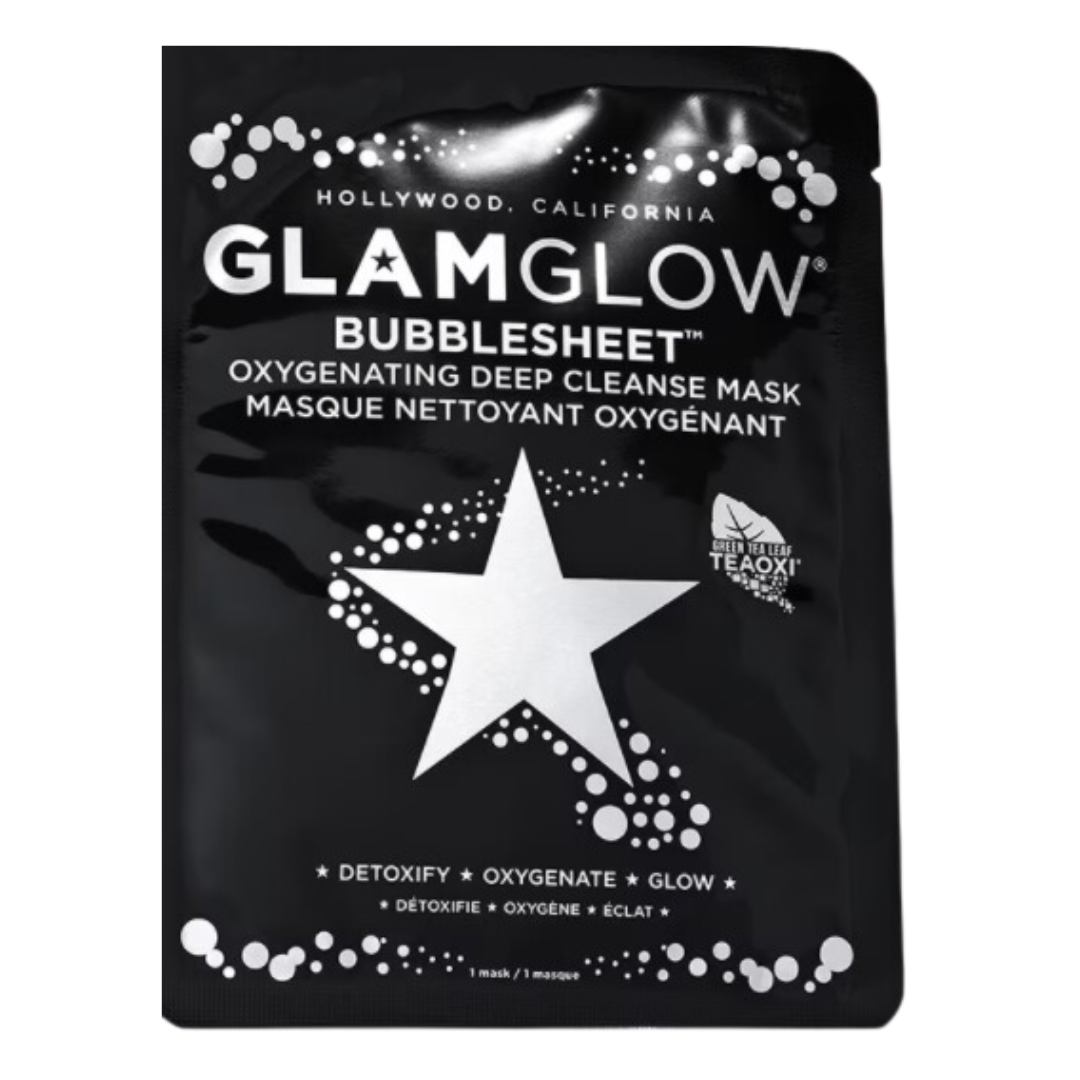 HOLLYWOOD, CALIFORNIA
GLAMGLOW®
BUBBLESHEET™
OXYGENATING DEEP CLEANSE MASK
MASQUE NETTOYANT OXYGÉNANT
GREEN TEA LEAF
TEAOXI®
★ DETOXIFY ★ OXYGENATE ★ GLOW ★
★ DÉTOXIFIE ★ OXYGÈNE ★ ÉCLAT ★
1 mask / 1 masque